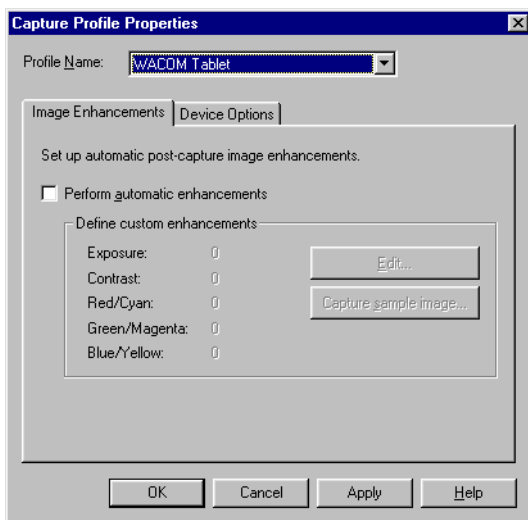 Capture Profile Properties
Profile Name: WACOM Tablet
Image Enhancements Device Options
Set up automatic post-capture image enhancements.
Perform automatic enhancements
Define custom enhancements
Exposure: 0 Edit...
Contrast: 0
Red/Cyan: 0 Capture sample image...
Green/Magenta: 0
Blue/Yellow: 0
OK Cancel Apply Help